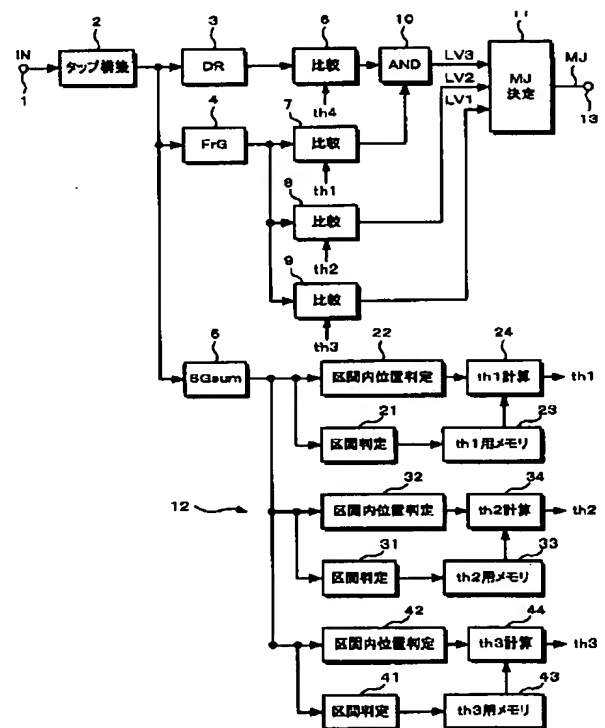 2
3
6
10
11
IN
タップ構築
DR
比較
AND
LV3
MJ
決定
MJ
1
4
th4
LV2
13
7
LV1
FrG
比較
8
th1
比較
9
th2
比較
th3
5
22
24
SGsum
区間内位置判定
th1計算
th1
21
23
区間判定
th1用メモリ
32
34
12
区間内位置判定
th2計算
th2
31
33
区間判定
th2用メモリ
42
44
区間内位置判定
th3計算
th3
41
43
区間判定
th3用メモリ